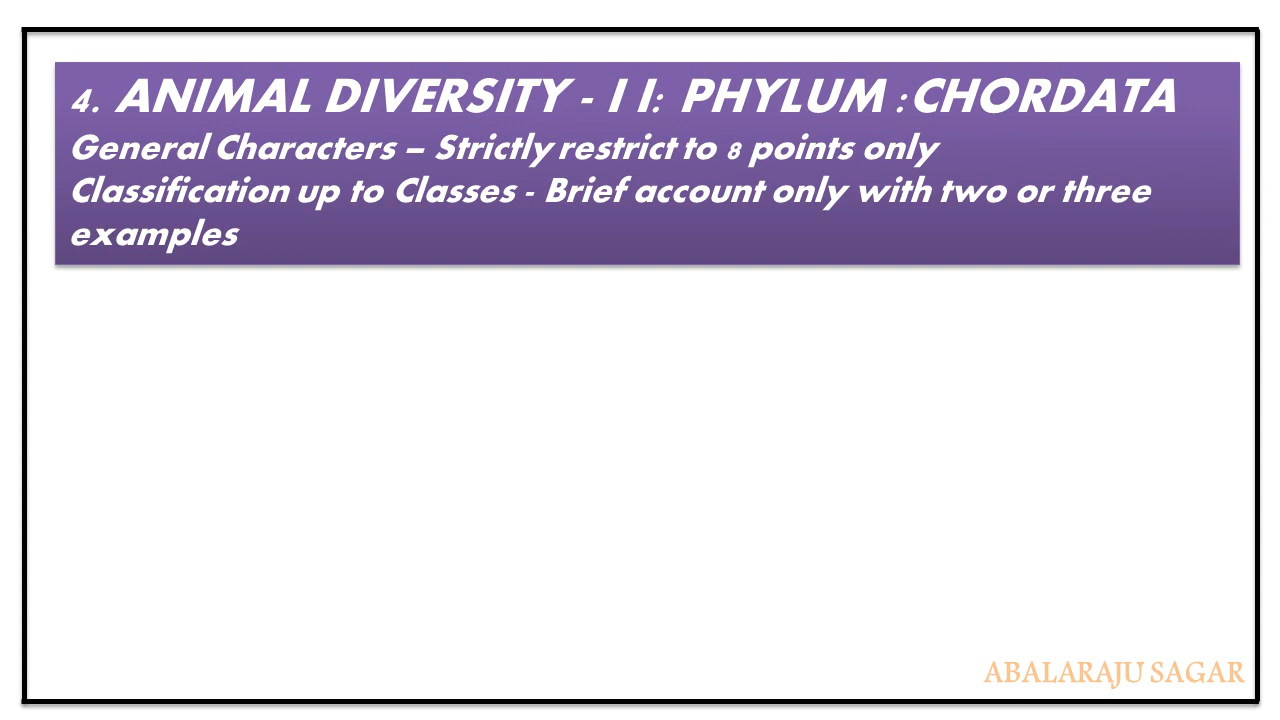 4. ANIMAL DIVERSITY - I I: PHYLUM :CHORDATA
General Characters – Strictly restrict to 8 points only
Classification up to Classes - Brief account only with two or three
examples
ABALARAJU SAGAR